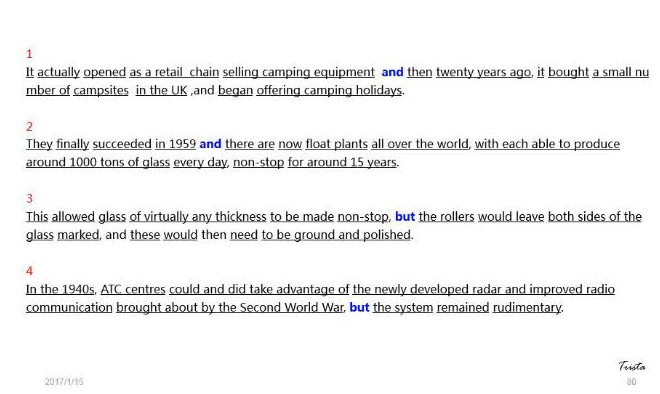 1
It actually opened as a retail chain selling camping equipment and then twenty years ago, it bought a small nu
mber of campsites in the UK ,and began offering camping holidays.
2
They finally succeeded in 1959 and there are now float plants all over the world, with each able to produce
around 1000 tons of glass every day, non-stop for around 15 years.
3
This allowed glass of virtually any thickness to be made non-stop, but the rollers would leave both sides of the
glass marked, and these would then need to be ground and polished.
4
In the 1940s, ATC centres could and did take advantage of the newly developed radar and improved radio
communication brought about by the Second World War, but the system remained rudimentary.
Trista
2017/1/15
80